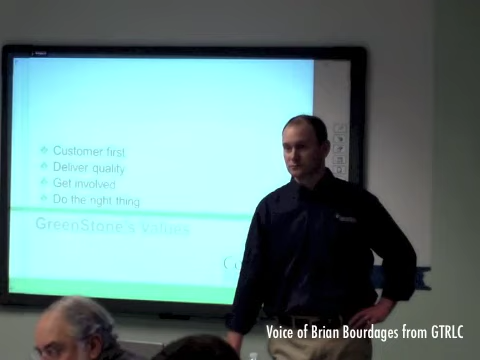 Customer first
Deliver quality
Get involved
Do the right thing
GreenStone's Values
Voice of Brian Bourdages from GTRLC